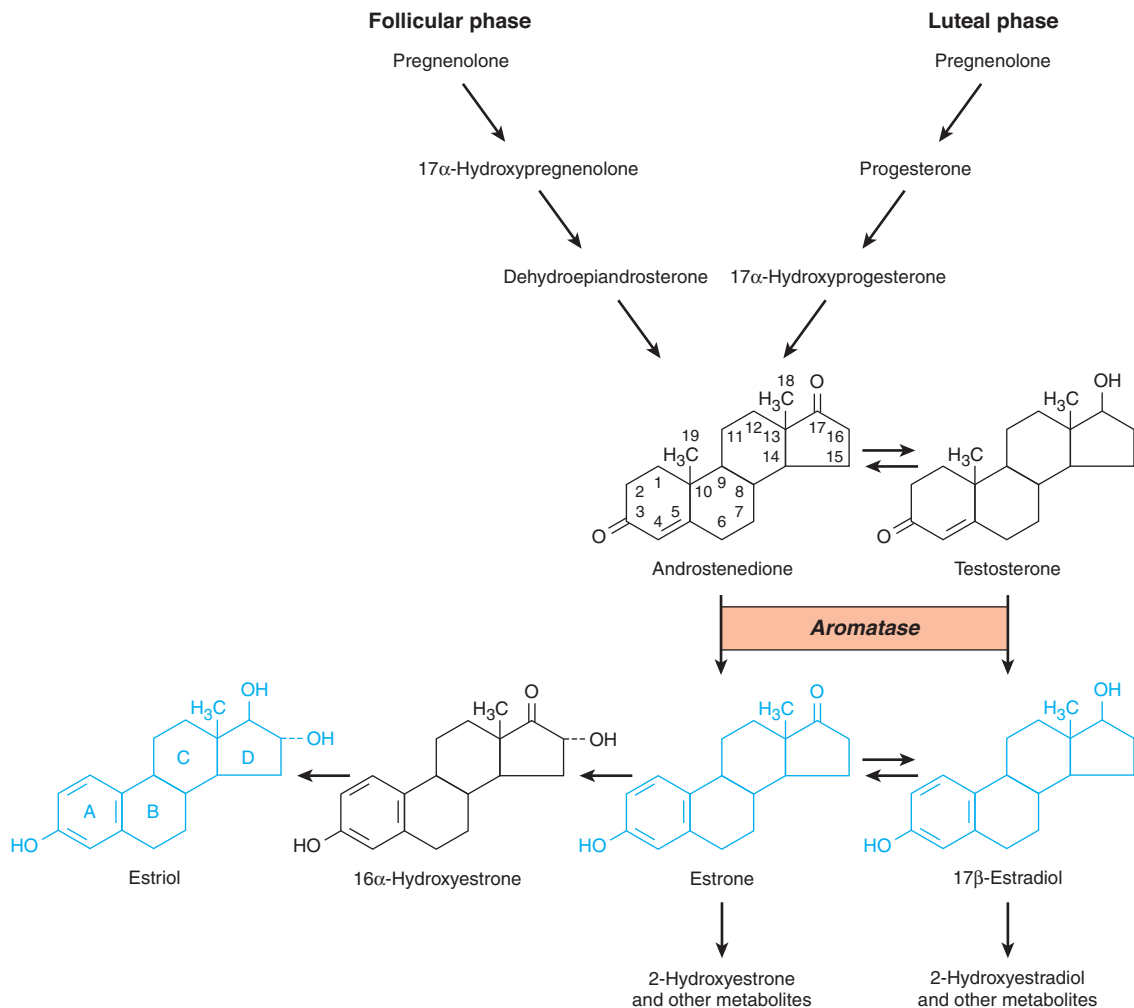 Follicular phase
Luteal phase
Pregnenolone
Pregnenolone
17α-Hydroxypregnenolone
Progesterone
Dehydroepiandrosterone
17α-Hydroxyprogesterone
18
O
H3C
OH
H3C
12
17
11
13
16
19
H3C
14
15
H3C
1
9
2
10
8
3
5
7
4
6
O
O
Androstenedione
Testosterone
Aromatase
OH
O
O
OH
H3C
H3C
H3C
H3C
OH
OH
C
D
A
B
HO
HO
HO
HO
Estriol
16α-Hydroxyestrone
Estrone
17β-Estradiol
2-Hydroxyestrone
and other metabolites
2-Hydroxyestradiol
and other metabolites